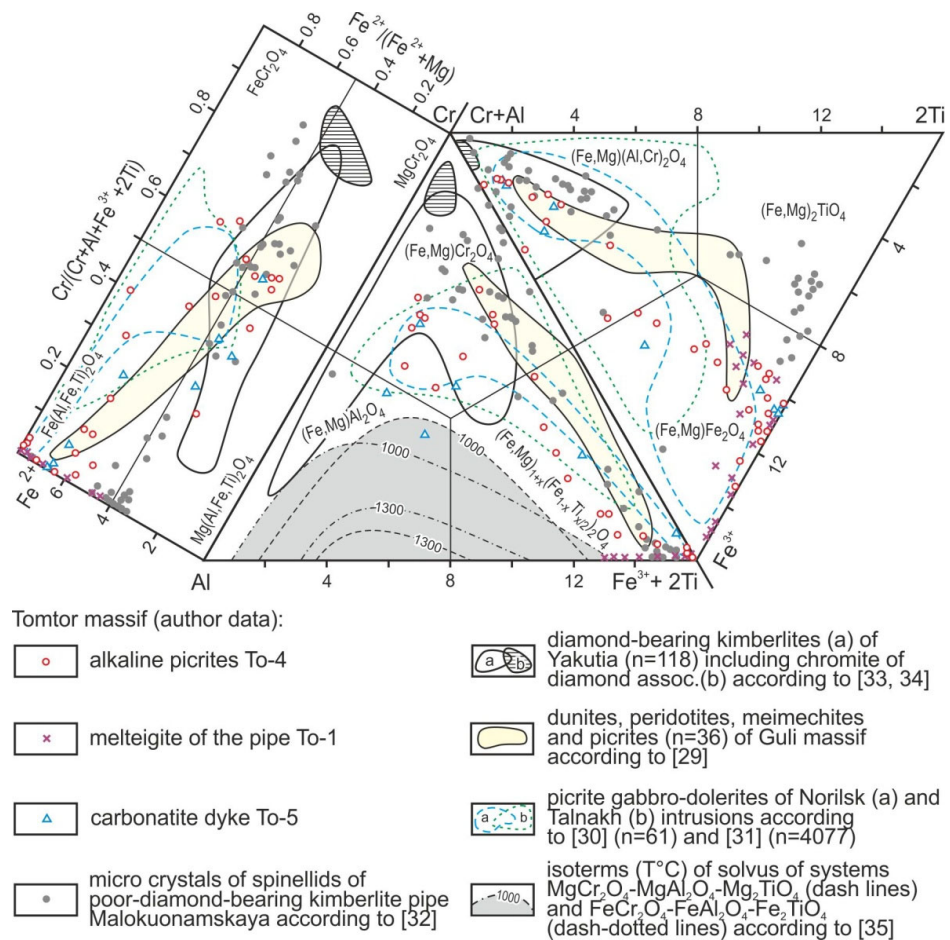 0.8
Fe²⁺/(Fe²⁺+Mg)
0.6
0.4
0.2
FeCr₂O₄
0.8
Cr/(Cr+Al+Fe³⁺+2Ti)
0.6
0.4
0.2
MgCr₂O₄
Cr
Cr+Al
4
8
12
2Ti
(Fe,Mg)(Al,Cr)₂O₄
(Fe,Mg)₂TiO₄
(Fe,Mg)Cr₂O₄
4
8
12
Fe³⁺
(Fe,Mg)Fe₂O₄
Fe(Al,Fe,Ti)₂O₄
(Fe,Mg)Al₂O₄
(Fe,Mg)₁₊ₓ(Fe₁₋ₓTiₓ/₂)₂O₄
Mg(Al,Fe,Ti)₂O₄
1000
1000
1300
1300
Fe²⁺
6
4
2
Al
4
8
12
Fe³⁺+ 2Ti
Tomtor massif (author data):
alkaline picrites To-4
melteigite of the pipe To-1
carbonatite dyke To-5
micro crystals of spinellids of
poor-diamond-bearing kimberlite pipe
Malokuonamskaya according to [32]
a
b
diamond-bearing kimberlites (a) of
Yakutia (n=118) including chromite of
diamond assoc.(b) according to [33, 34]
dunites, peridotites, meimechites
and picrites (n=36) of Guli massif
according to [29]
a
b
picrite gabbro-dolerites of Norilsk (a) and
Talnakh (b) intrusions according
to [30] (n=61) and [31] (n=4077)
1000
isoterms (T°C) of solvus of systems
MgCr₂O₄-MgAl₂O₄-Mg₂TiO₄ (dash lines)
and FeCr₂O₄-FeAl₂O₄-Fe₂TiO₄
(dash-dotted lines) according to [35]